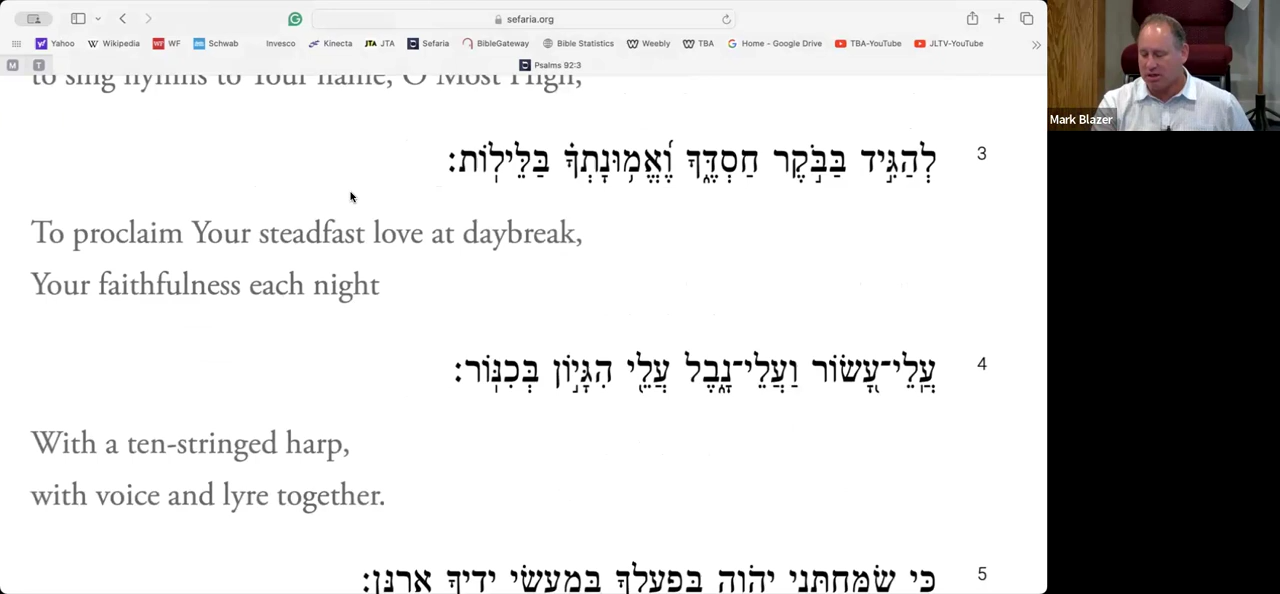 sefaria.org
Yahoo Wikipedia WF Schwab Invesco Kinecta JTA Sefaria BibleGateway Bible Statistics Weebly TBA Home - Google Drive TBA-YouTube JLTV-YouTube
M T Psalms 92:3
to sing hymns to Your name, O Most High,
Mark Blazer
לְהַגִּ֣יד בַּבֹּ֣קֶר חַסְדֶּ֑ךָ וֶ֝אֱמ֥וּנָתְךָ֗ בַּלֵּילֽוֹת׃ 3
To proclaim Your steadfast love at daybreak,
Your faithfulness each night
עֲֽלֵי־עָ֭שׂוֹר וַעֲלֵי־נָ֑בֶל עֲלֵ֖י הִגָּי֣וֹן בְּכִנּֽוֹר׃ 4
With a ten-stringed harp,
with voice and lyre together.
כִּ֤י שִׂמַּחְתַּ֣נִי יְהֹוָ֣ה בְּפׇעֳלֶ֑ךָ בְּֽמַעֲשֵׂ֖י יָדֶ֣יךָ אֲרַנֵּֽן׃ 5